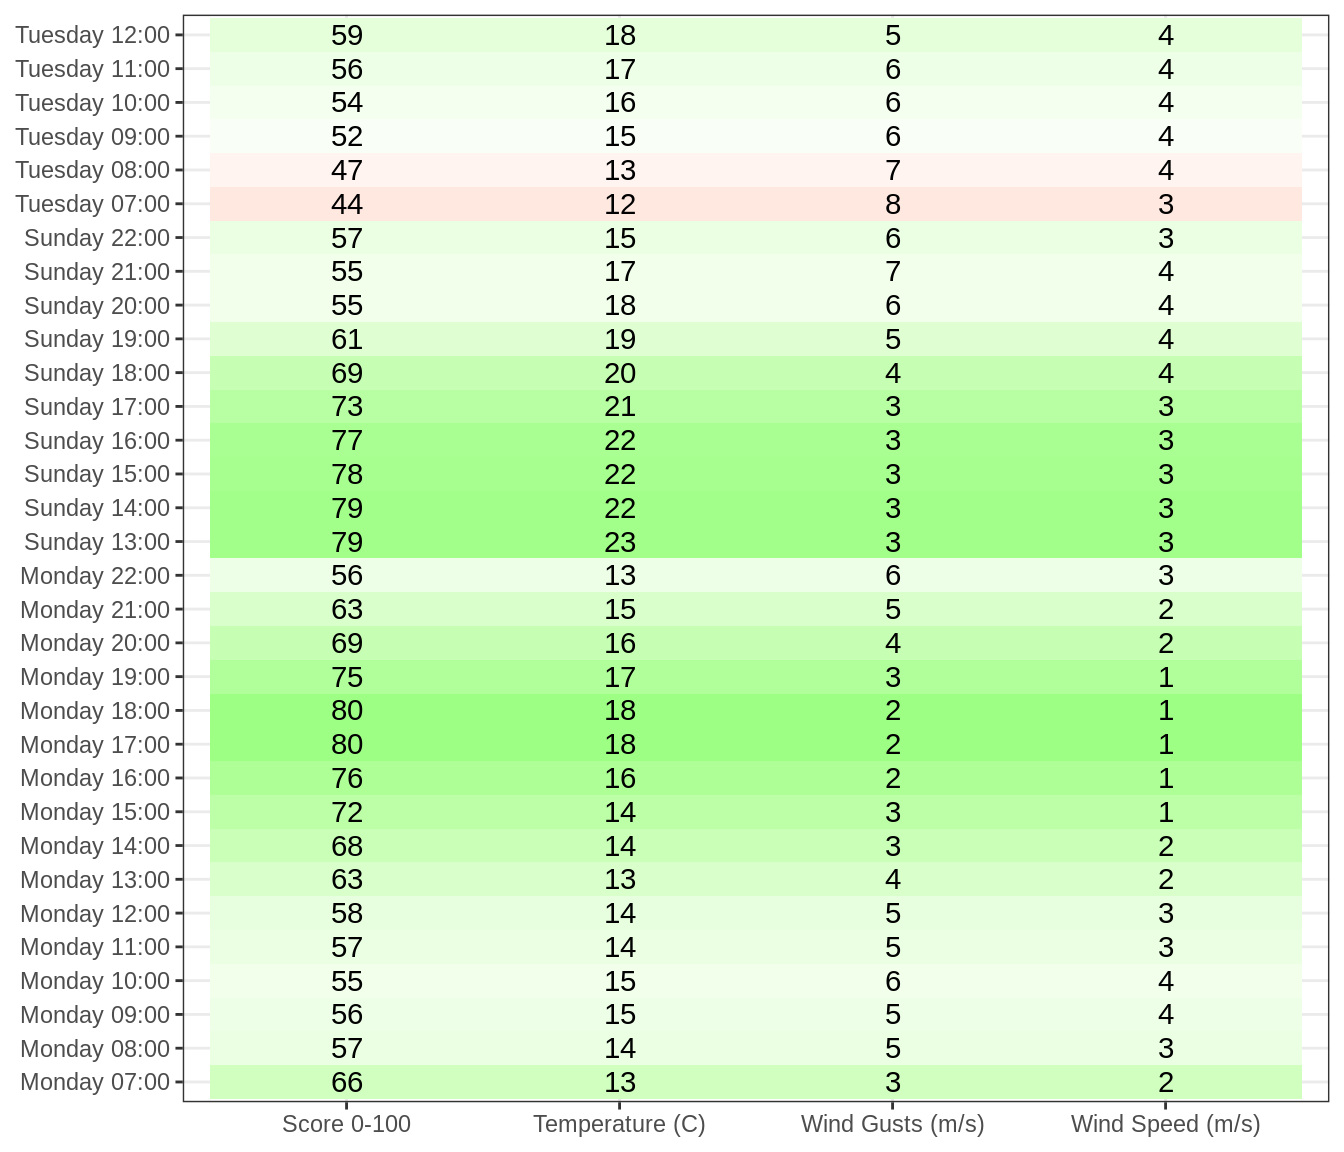 Tuesday 12:00 59 18 5 4
Tuesday 11:00 56 17 6 4
Tuesday 10:00 54 16 6 4
Tuesday 09:00 52 15 6 4
Tuesday 08:00 47 13 7 4
Tuesday 07:00 44 12 8 3
Sunday 22:00 57 15 6 3
Sunday 21:00 55 17 7 4
Sunday 20:00 55 18 6 4
Sunday 19:00 61 19 5 4
Sunday 18:00 69 20 4 4
Sunday 17:00 73 21 3 3
Sunday 16:00 77 22 3 3
Sunday 15:00 78 22 3 3
Sunday 14:00 79 22 3 3
Sunday 13:00 79 23 3 3
Monday 22:00 56 13 6 3
Monday 21:00 63 15 5 2
Monday 20:00 69 16 4 2
Monday 19:00 75 17 3 1
Monday 18:00 80 18 2 1
Monday 17:00 80 18 2 1
Monday 16:00 76 16 2 1
Monday 15:00 72 14 3 1
Monday 14:00 68 14 3 2
Monday 13:00 63 13 4 2
Monday 12:00 58 14 5 3
Monday 11:00 57 14 5 3
Monday 10:00 55 15 6 4
Monday 09:00 56 15 5 4
Monday 08:00 57 14 5 3
Monday 07:00 66 13 3 2
Score 0-100 Temperature (C) Wind Gusts (m/s) Wind Speed (m/s)